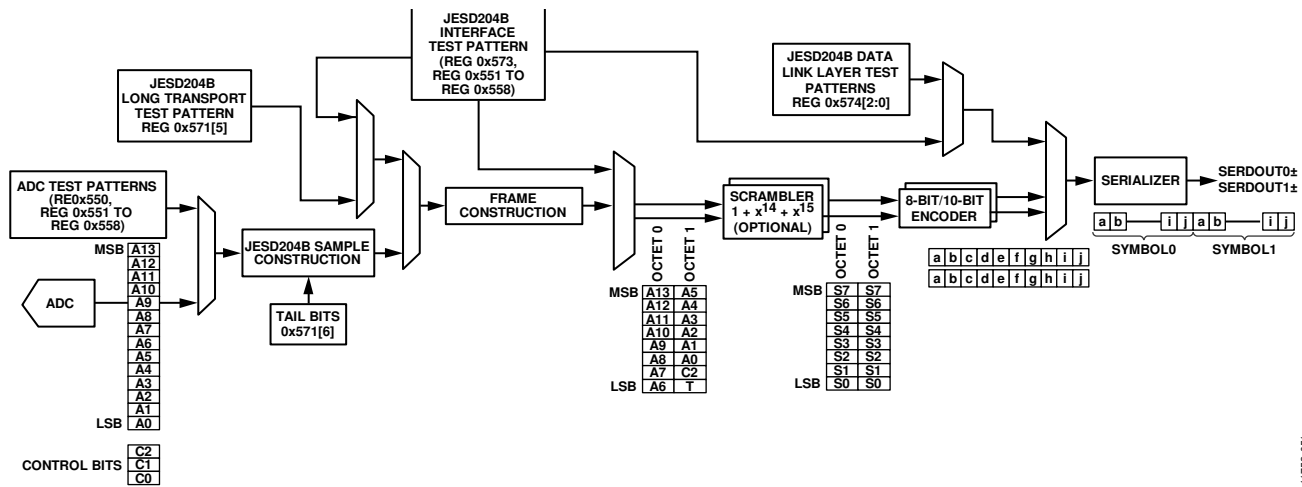 JESD204B
INTERFACE
TEST PATTERN
(REG 0x573,
REG 0x551 TO
REG 0x558)
JESD204B
LONG TRANSPORT
TEST PATTERN
REG 0x571[5]
JESD204B DATA
LINK LAYER TEST
PATTERNS
REG 0x574[2:0]
ADC TEST PATTERNS
(RE0x550,
REG 0x551 TO
REG 0x558)
MSB
A13
A12
A11
A10
A9
A8
A7
A6
A5
A4
A3
A2
A1
LSB A0
ADC
CONTROL BITS
C2
C1
C0
JESD204B SAMPLE
CONSTRUCTION
TAIL BITS
0x571[6]
FRAME
CONSTRUCTION
OCTET 0
OCTET 1
MSB A13 A5
A12 A4
A11 A3
A10 A2
A9 A1
A8 A0
A7 C2
LSB A6 T
SCRAMBLER
1 + x14 + x15
(OPTIONAL)
OCTET 0
OCTET 1
MSB S7 S7
S6 S6
S5 S5
S4 S4
S3 S3
S2 S2
S1 S1
LSB S0 S0
8-BIT/10-BIT
ENCODER
a b c d e f g h i j
a b c d e f g h i j
SERIALIZER
SERDOUT0±
SERDOUT1±
a b i j a b i j
SYMBOL0 SYMBOL1